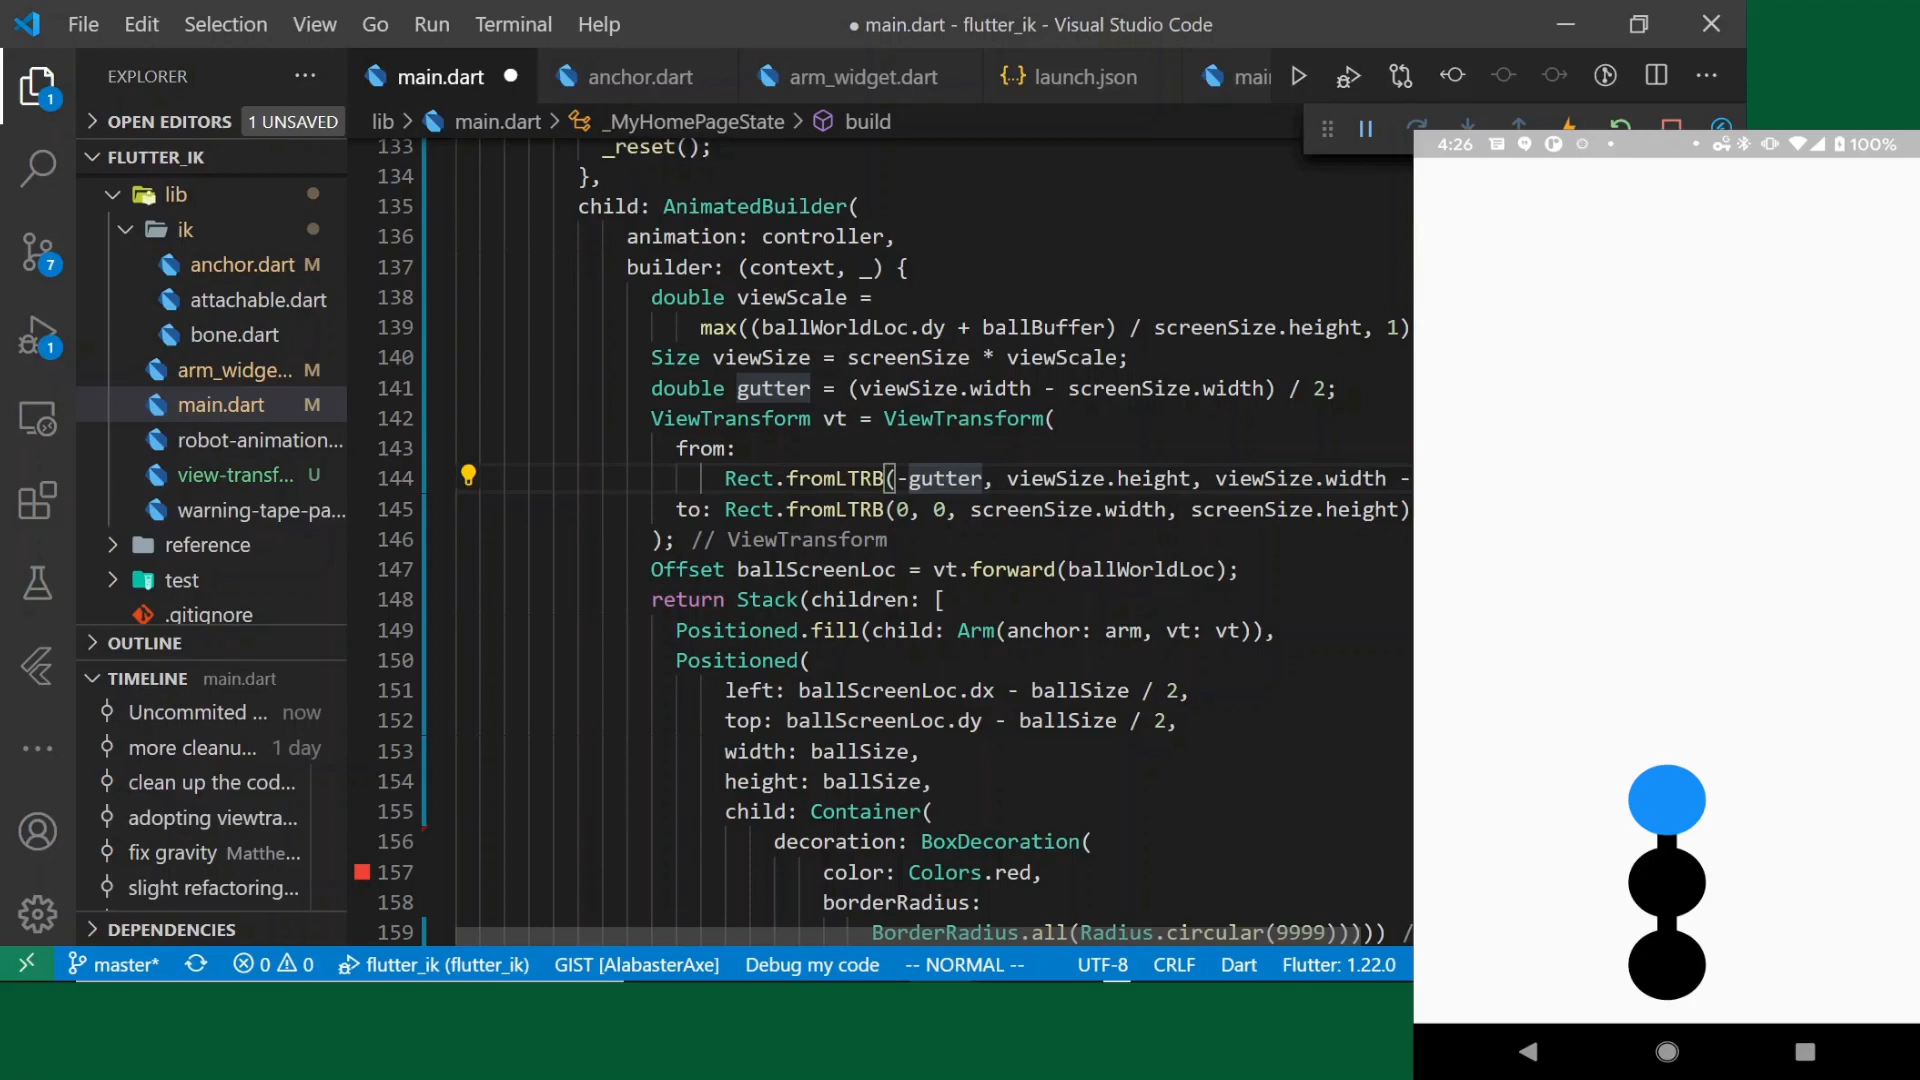 File Edit Selection View Go Run Terminal Help
● main.dart - flutter_ik - Visual Studio Code
EXPLORER
main.dart
anchor.dart
arm_widget.dart
launch.json
OPEN EDITORS
1 UNSAVED
lib > main.dart > _MyHomePageState > build
FLUTTER_IK
lib
ik
anchor.dart M
attachable.dart
bone.dart
arm_widge... M
main.dart M
robot-animation...
view-transf... U
warning-tape-pa...
reference
test
.gitignore
OUTLINE
TIMELINE main.dart
Uncommited ... now
more cleanu... 1 day
clean up the cod...
adopting viewtra...
fix gravity Matthe...
slight refactoring...
DEPENDENCIES
1
7
1
133 _reset();
134 },
135 child: AnimatedBuilder(
136 animation: controller,
137 builder: (context, _) {
138 double viewScale =
139 max((ballWorldLoc.dy + ballBuffer) / screenSize.height, 1)
140 Size viewSize = screenSize * viewScale;
141 double gutter = (viewSize.width - screenSize.width) / 2;
142 ViewTransform vt = ViewTransform(
143 from:
144 Rect.fromLTRB(-gutter, viewSize.height, viewSize.width -
145 to: Rect.fromLTRB(0, 0, screenSize.width, screenSize.height)
146 ); // ViewTransform
147 Offset ballScreenLoc = vt.forward(ballWorldLoc);
148 return Stack(children: [
149 Positioned.fill(child: Arm(anchor: arm, vt: vt)),
150 Positioned(
151 left: ballScreenLoc.dx - ballSize / 2,
152 top: ballScreenLoc.dy - ballSize / 2,
153 width: ballSize,
154 height: ballSize,
155 child: Container(
156 decoration: BoxDecoration(
157 color: Colors.red,
158 borderRadius:
159 BorderRadius.all(Radius.circular(9999))))) /
4:26
100%
master* 0 0 flutter_ik (flutter_ik) GIST [AlabasterAxe] Debug my code -- NORMAL -- UTF-8 CRLF Dart Flutter: 1.22.0